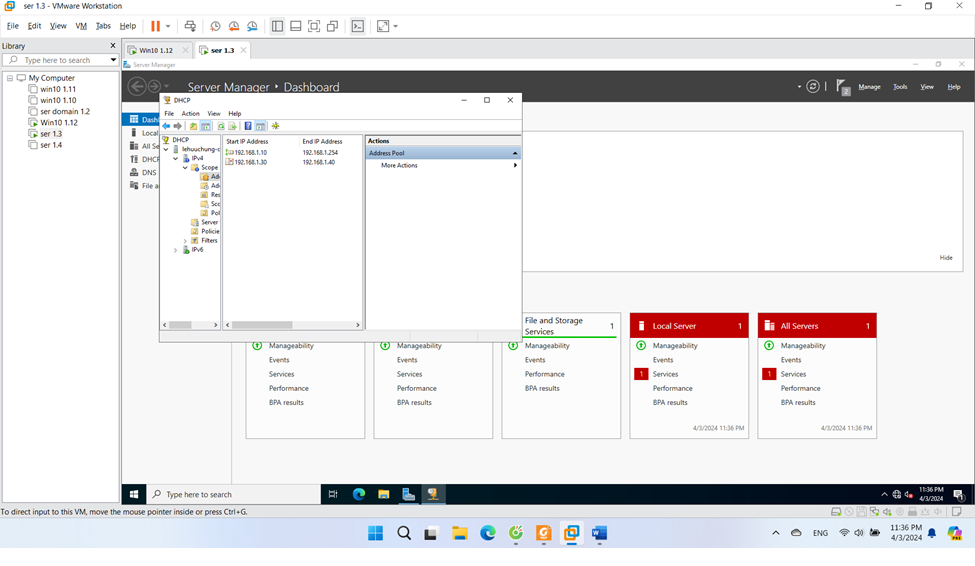 ser 1.3 - VMware Workstation
File Edit View VM Tabs Help
Library
Type here to search
My Computer
win10 1.11
win10 1.10
ser domain 1.2
Win10 1.12
ser 1.3
ser 1.4
Win10 1.12
ser 1.3
Server Manager
Server Manager Dashboard
2
Manage Tools View Help
Dash
Local
All Se
DHCP
DNS
File a
DHCP
File Action View Help
DHCP
lehuuchung-c
IPv4
Scope
Ad
Ad
Res
Sco
Pol
Server
Policie
Filters
IPv6
Start IP Address End IP Address
192.168.1.10 192.168.1.254
192.168.1.30 192.168.1.40
Actions
Address Pool
More Actions
Hide
Manageability
Events
Services
Performance
BPA results
Manageability
Events
Services
Performance
BPA results
File and Storage
Services
1
Manageability
Events
Performance
BPA results
Local Server 1
Manageability
Events
1 Services
Performance
BPA results
4/3/2024 11:36 PM
All Servers 1
Manageability
Events
1 Services
Performance
BPA results
4/3/2024 11:36 PM
Type here to search
11:36 PM
4/3/2024
To direct input to this VM, move the mouse pointer inside or press Ctrl+G.
ENG
11:36 PM
4/3/2024